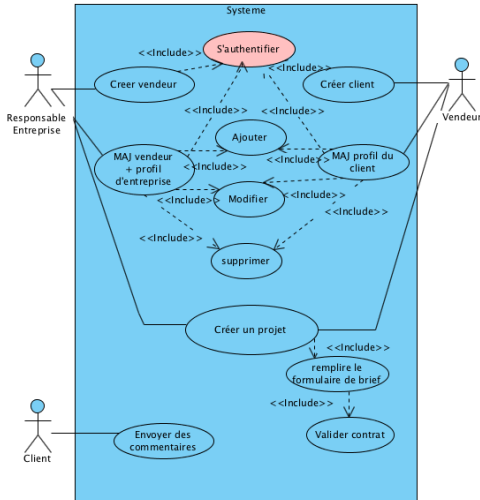 Systeme
S'authentifier
<<Include>>
<<Include>>
Creer vendeur
Créer client
Responsable
Entreprise
Vendeur
<<Include>>
<<Include>>
Ajouter
MAJ vendeur
+ profil
d'entreprise
<<Include>>
<<Include>>
MAJ profil du
client
<<Include>>
<<Include>>
Modifier
<<Include>>
<<Include>>
supprimer
Créer un projet
<<Include>>
remplire le
formulaire de brief
<<Include>>
Client
Envoyer des
commentaires
Valider contrat